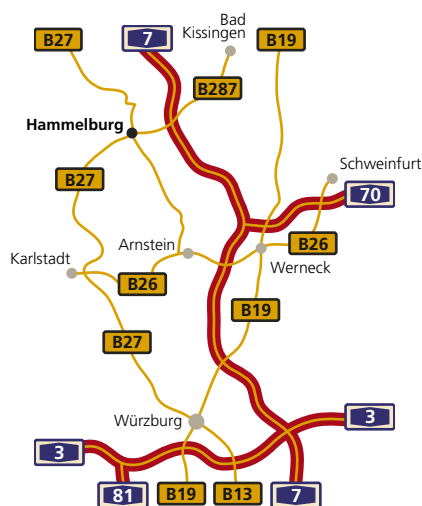 Bad
Kissingen
B27
7
B19
B287
Hammelburg
Schweinfurt
B27
70
Arnstein
B26
Karlstadt
Werneck
B26
B19
B27
Würzburg
3
3
81
B19
B13
7